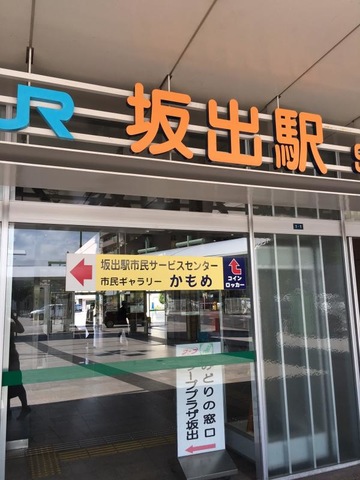 JR 坂出駅
坂出駅市民サービスセンター
市民ギャラリー かもめ
コイン
ロッカー
みどりの窓口
プラザ坂出